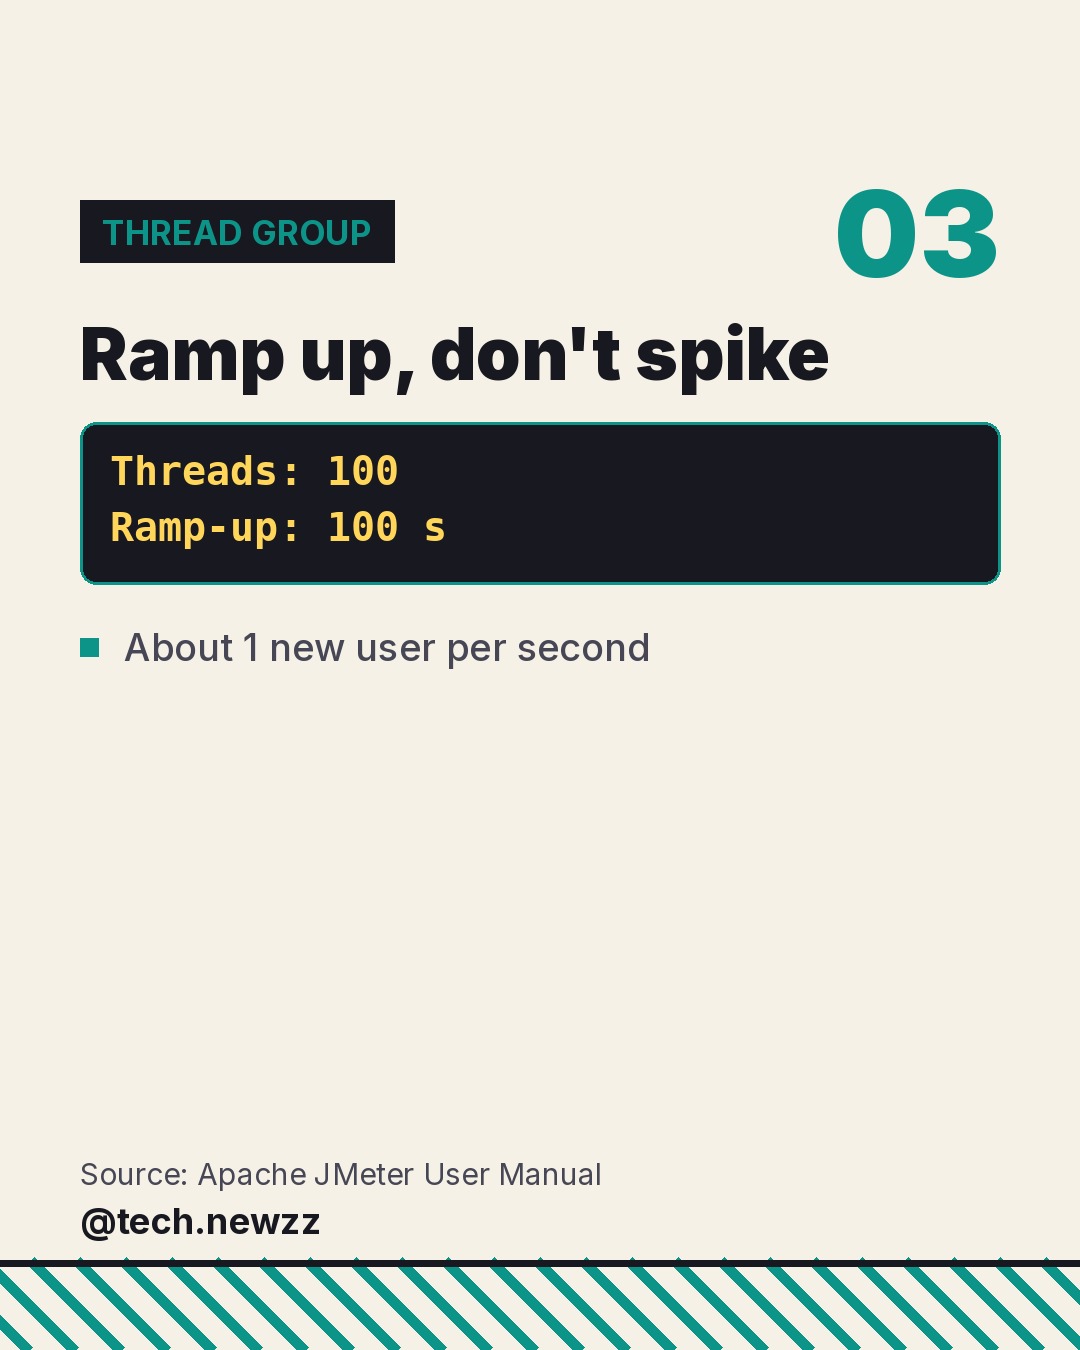 THREAD GROUP
03
Ramp up, don't spike
Threads: 100
Ramp-up: 100 s
About 1 new user per second
Source: Apache JMeter User Manual
@tech.newzz